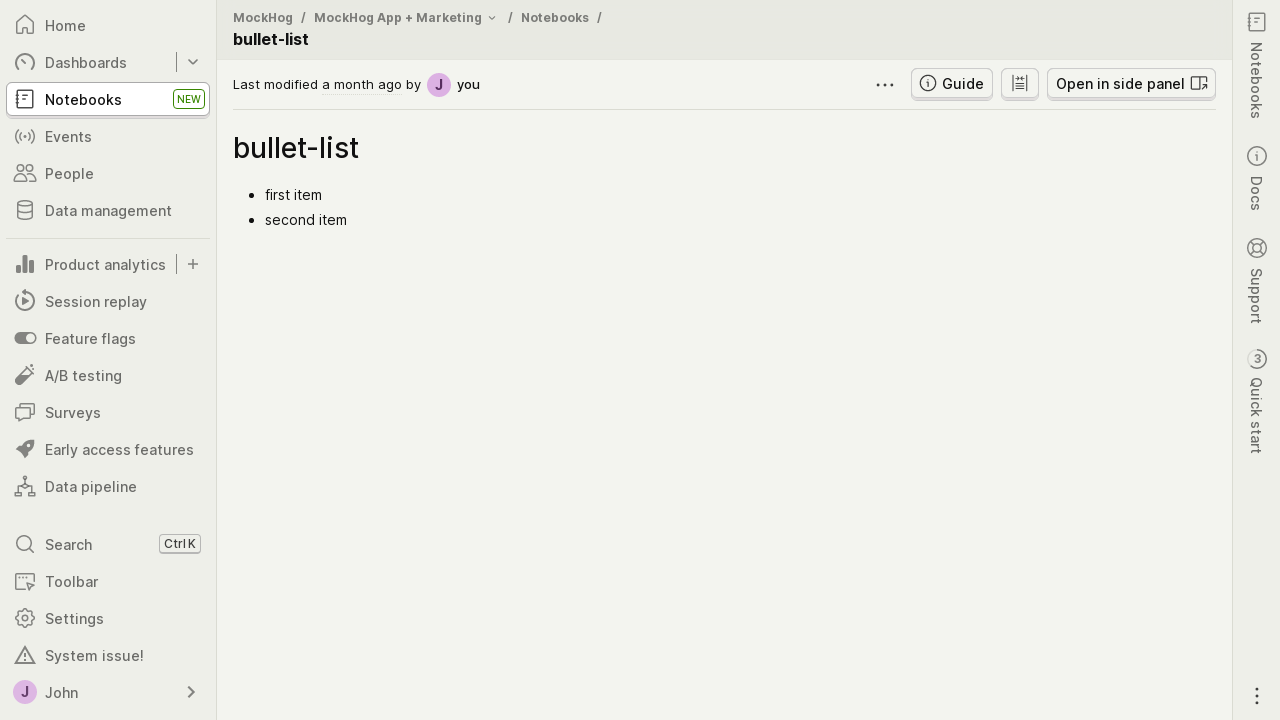 Home
Dashboards
Notebooks NEW
Events
People
Data management
Product analytics
Session replay
Feature flags
A/B testing
Surveys
Early access features
Data pipeline
Search Ctrl K
Toolbar
Settings
System issue!
J John
MockHog / MockHog App + Marketing / Notebooks /
bullet-list
Last modified a month ago by J you
Guide
Open in side panel
bullet-list
• first item
• second item
Notebooks
Docs
Support
3 Quick start